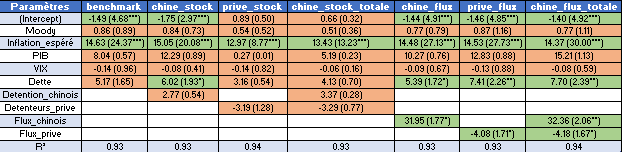 Paramètres benchmark chine_stock prive_stock chine_stock_totale chine_flux prive_flux chine_flux_totale
(Intercept) -1.49 (4.68***) -1.75 (2.97***) 0.89 (0.50) 0.66 (0.32) -1.44 (4.91***) -1.46 (4.85***) -1.40 (4.92***)
Moody 0.86 (0.89) 0.84 (0.73) 0.54 (0.52) 0.51 (0.36) 0.77 (0.79) 0.87 (1.16) 0.77 (1.11)
Inflation_espéré 14.63 (24.37***) 15.05 (20.08***) 12.97 (8.77***) 13.43 (13.23***) 14.48 (27.13***) 14.53 (27.73***) 14.37 (30.00***)
PIB 8.04 (0.57) 12.29 (0.89) 0.27 (0.01) 5.19 (0.23) 10.27 (0.76) 12.83 (0.88) 15.21 (1.13)
VIX -0.14 (0.96) -0.08 (0.41) -0.14 (0.82) -0.06 (0.16) -0.09 (0.67) -0.13 (0.88) -0.08 (0.59)
Dette 5.17 (1.65) 6.02 (1.93*) 3.16 (0.54) 4.13 (0.70) 5.39 (1.72*) 7.41 (2.26**) 7.70 (2.39**)
Detention_chinois 2.77 (0.54) 3.37 (0.28)
Detenteurs_prive -3.19 (1.28) -3.29 (0.77)
Flux_chinois 31.95 (1.77*) 32.36 (2.06**)
Flux_prive -4.08 (1.71*) -4.18 (1.67*)
R² 0.93 0.93 0.94 0.94 0.93 0.93 0.94